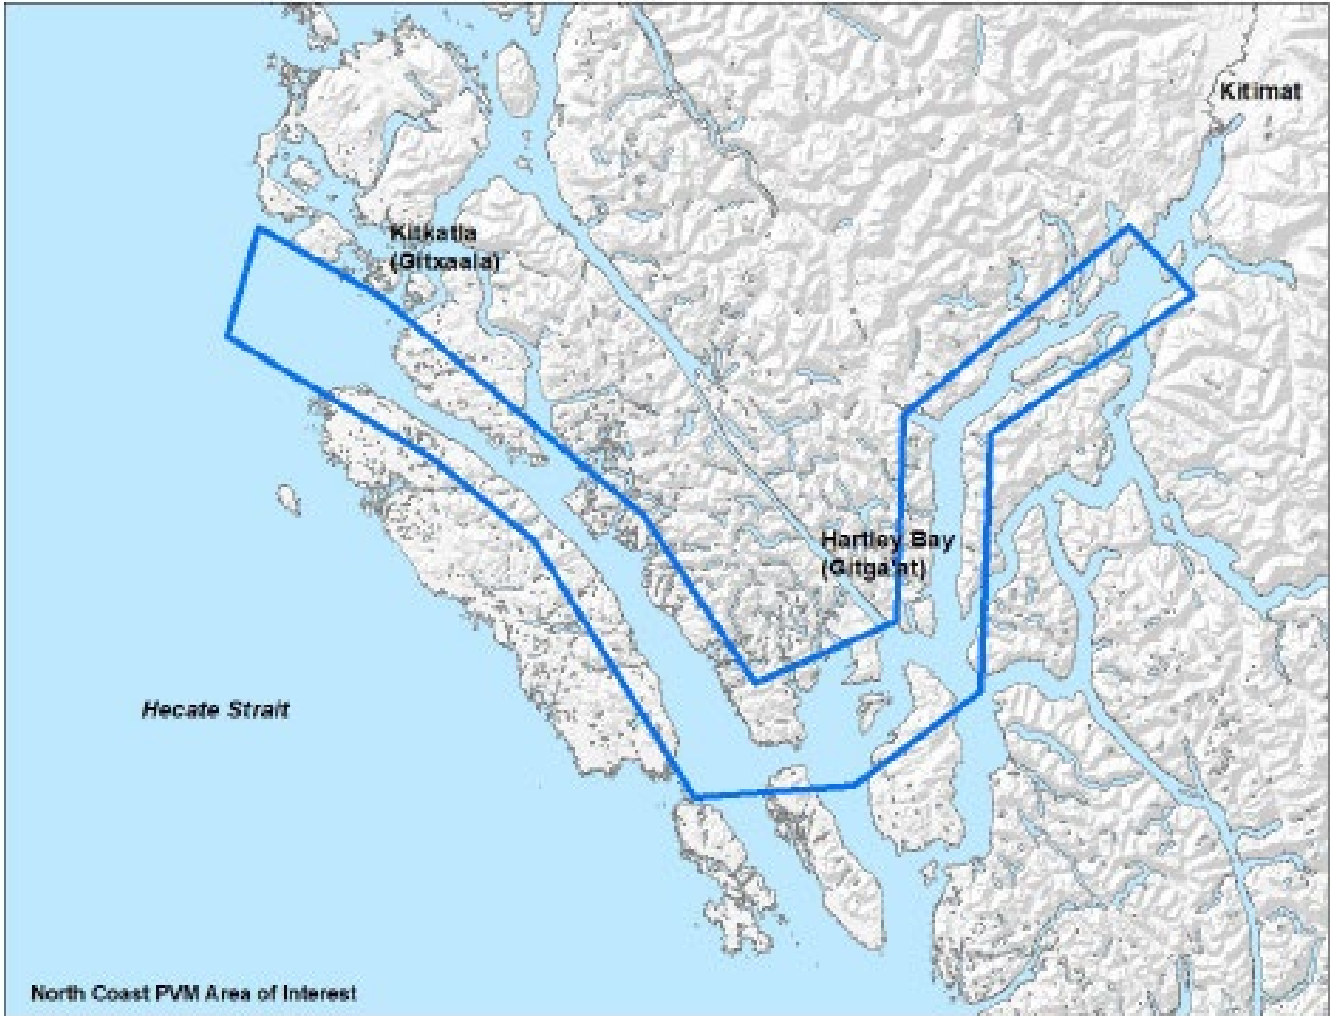 Kitimat
Kitkatla
(Gitxaala)
Hartley Bay
(Gitga'at)
Hecate Strait
North Coast PVM Area of Interest